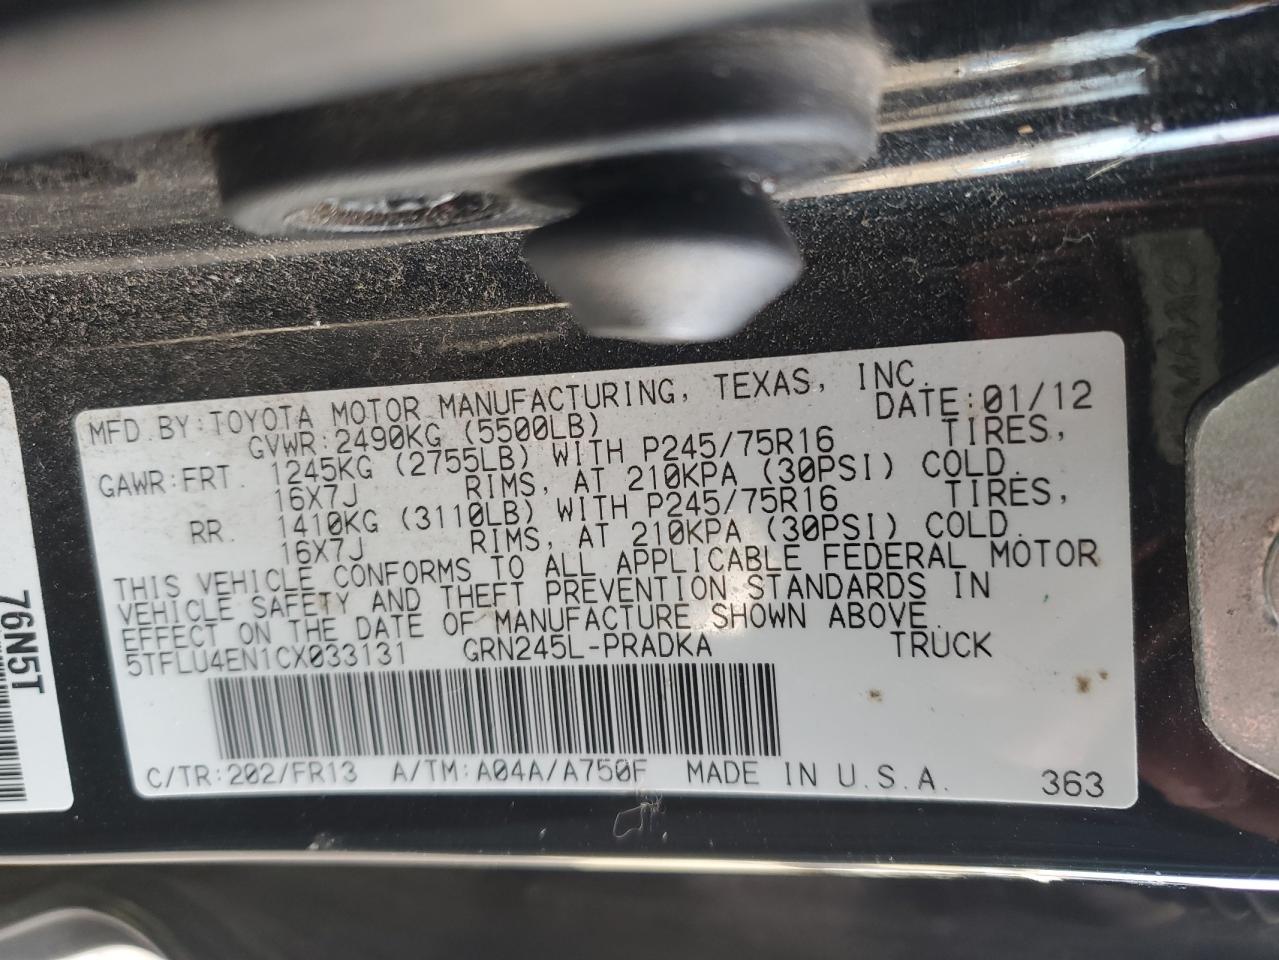 MFD. BY: TOYOTA MOTOR MANUFACTURING, TEXAS, INC.
GVWR: 2490KG (5500LB) DATE: 01/12
GAWR: FRT. 1245KG (2755LB) WITH P245/75R16 TIRES,
16X7J RIMS, AT 210KPA (30PSI) COLD.
RR. 1410KG (3110LB) WITH P245/75R16 TIRES,
16X7J RIMS, AT 210KPA (30PSI) COLD.
THIS VEHICLE CONFORMS TO ALL APPLICABLE FEDERAL MOTOR
VEHICLE SAFETY AND THEFT PREVENTION STANDARDS IN
EFFECT ON THE DATE OF MANUFACTURE SHOWN ABOVE.
5TFLU4EN1CX033131 GRN245L-PRADKA TRUCK
C/TR: 202/FR13 A/TM: A04A/A750F MADE IN U.S.A. 363
76N5T